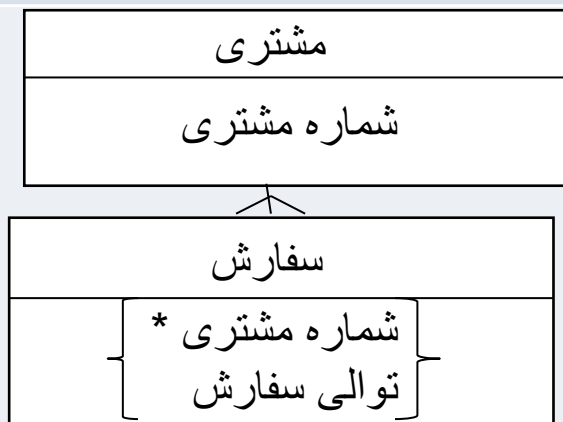 مشتری
شماره مشتری
سفارش
شماره مشتری *
توالی سفارش